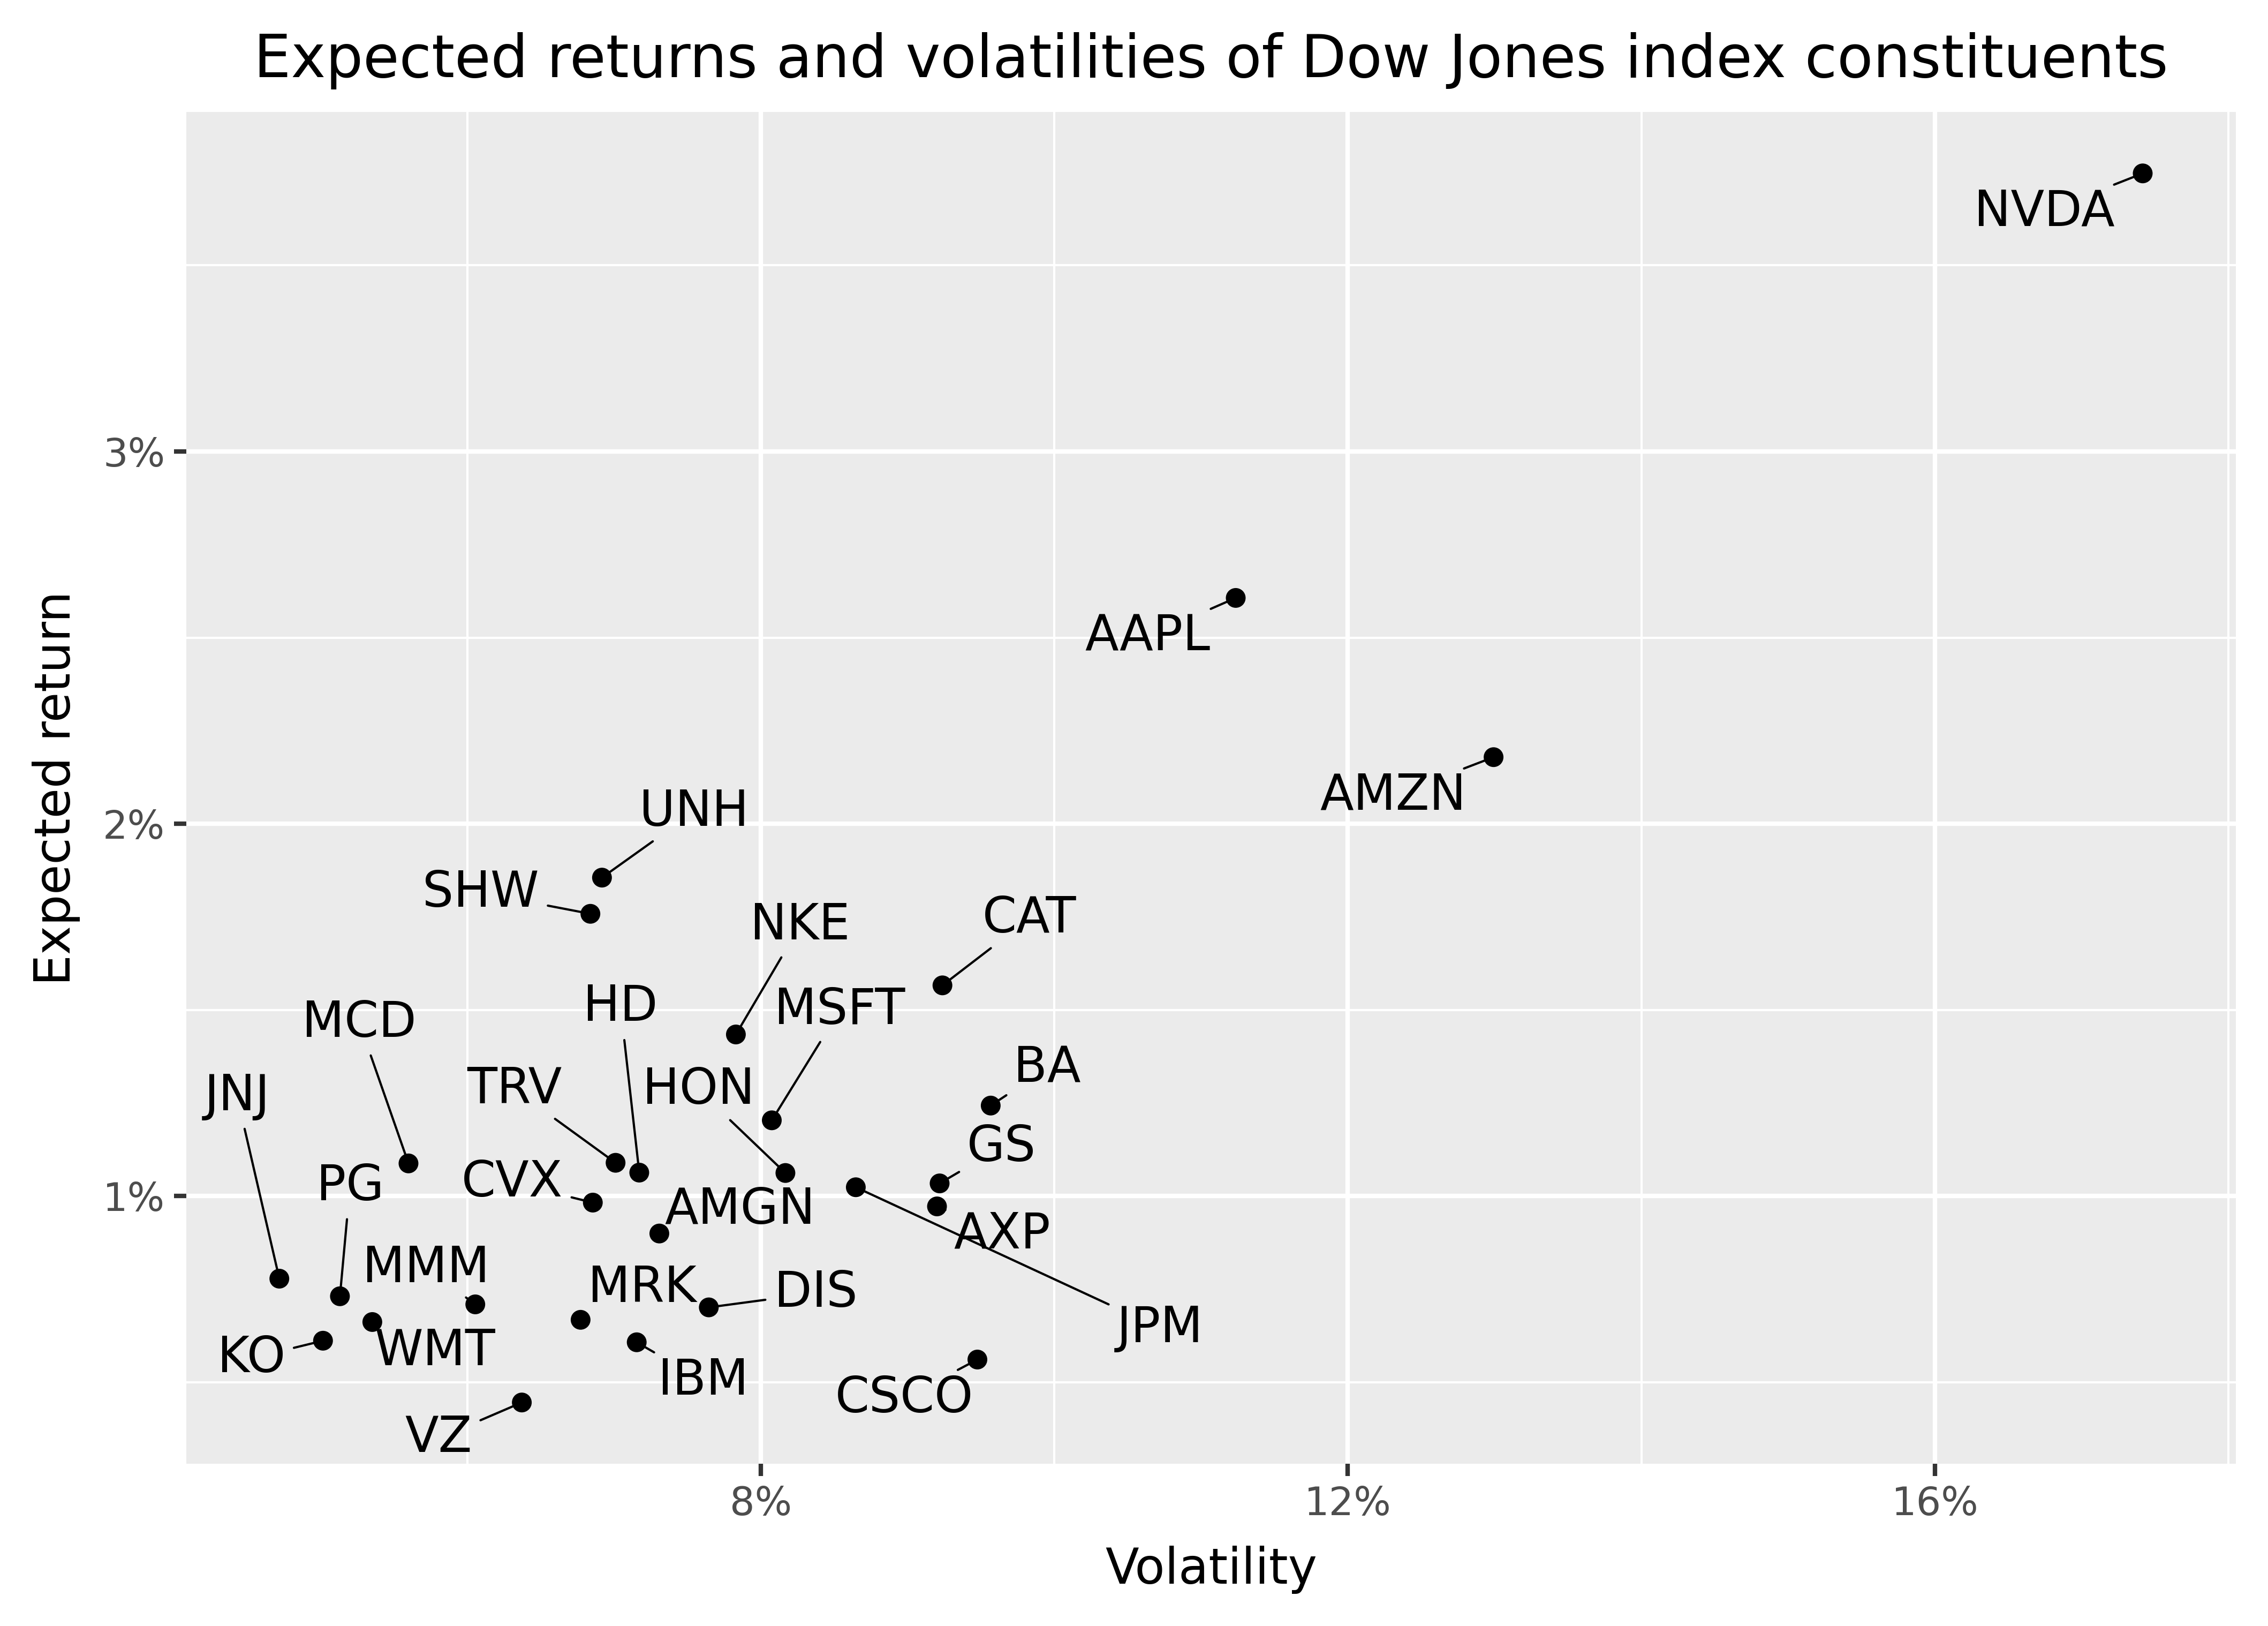 Expected returns and volatilities of Dow Jones index constituents
NVDA
3%
AAPL
AMZN
UNH
2%
SHW
CAT
NKE
HD
MSFT
MCD
BA
TRV
HON
JNJ
GS
CVX
PG
1%
AMGN
AXP
MMM
MRK
DIS
JPM
WMT
KO
IBM
CSCO
VZ
8%
12%
16%
Volatility
Expected return